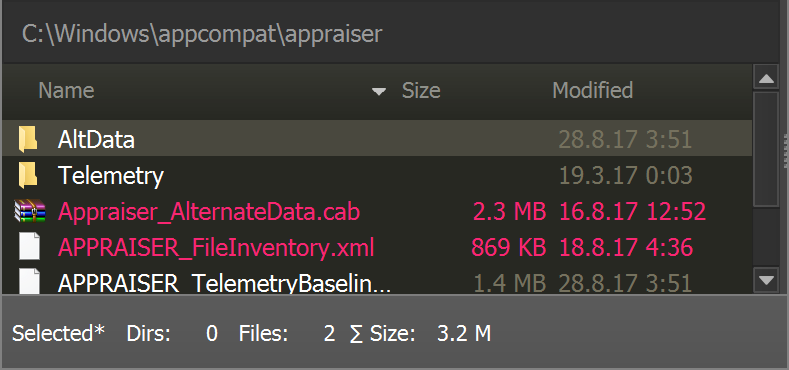 C:\Windows\appcompat\appraiser
Name Size Modified
AltData 28.8.17 3:51
Telemetry 19.3.17 0:03
Appraiser_AlternateData.cab 2.3 MB 16.8.17 12:52
APPRAISER_FileInventory.xml 869 KB 18.8.17 4:36
APPRAISER_TelemetryBaselin... 1.4 MB 28.8.17 3:51
Selected* Dirs: 0 Files: 2 ∑ Size: 3.2 M